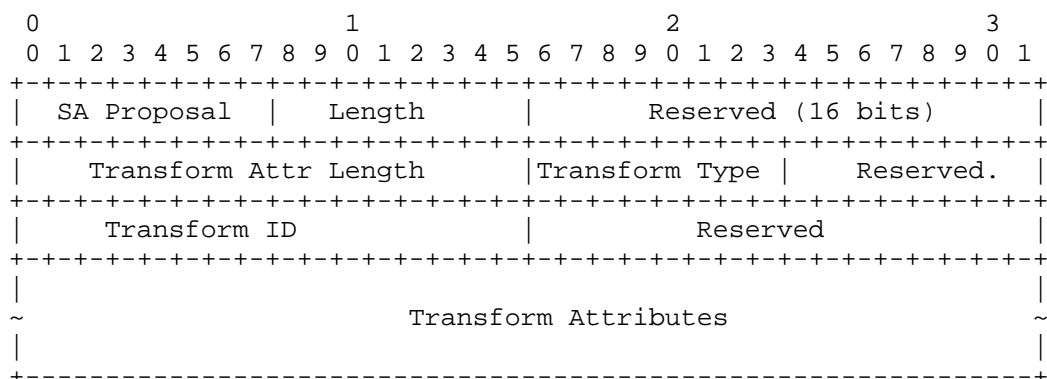 0                   1                   2                   3
0 1 2 3 4 5 6 7 8 9 0 1 2 3 4 5 6 7 8 9 0 1 2 3 4 5 6 7 8 9 0 1
+-+-+-+-+-+-+-+-+-+-+-+-+-+-+-+-+-+-+-+-+-+-+-+-+-+-+-+-+-+-+-+-+
|  SA Proposal  |   Length      |       Reserved (16 bits)      |
+-+-+-+-+-+-+-+-+-+-+-+-+-+-+-+-+-+-+-+-+-+-+-+-+-+-+-+-+-+-+-+-+
|    Transform Attr Length      |Transform Type |    Reserved.  |
+-+-+-+-+-+-+-+-+-+-+-+-+-+-+-+-+-+-+-+-+-+-+-+-+-+-+-+-+-+-+-+-+
|     Transform ID              |          Reserved             |
+-+-+-+-+-+-+-+-+-+-+-+-+-+-+-+-+-+-+-+-+-+-+-+-+-+-+-+-+-+-+-+-+
|                                                               |
~                        Transform Attributes                   ~
|                                                               |
+---------------------------------------------------------------+